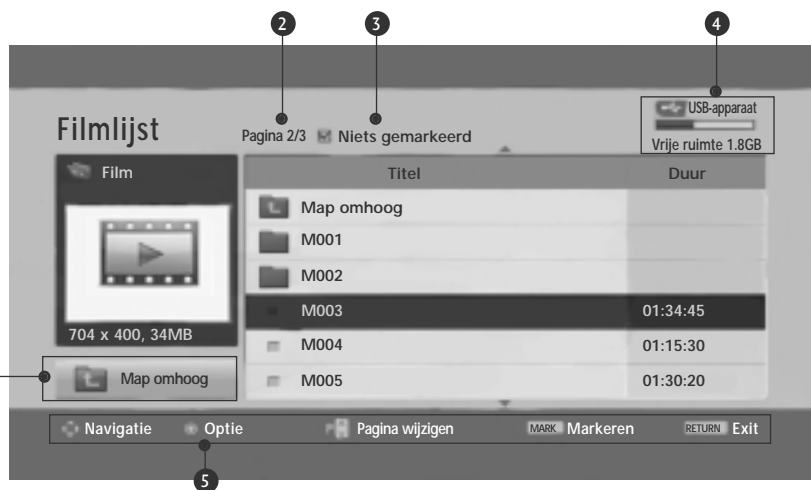 2 3 4
USB-apparaat
Filmlijst
Pagina 2/3 Niets gemarkeerd
Vrije ruimte 1.8GB
Film
Titel Duur
Map omhoog
M001
M002
M003 01:34:45
704 x 400, 34MB
M004 01:15:30
Map omhoog
M005 01:30:20
Navigatie Optie Pagina wijzigen MARK Markeren RETURN Exit
5